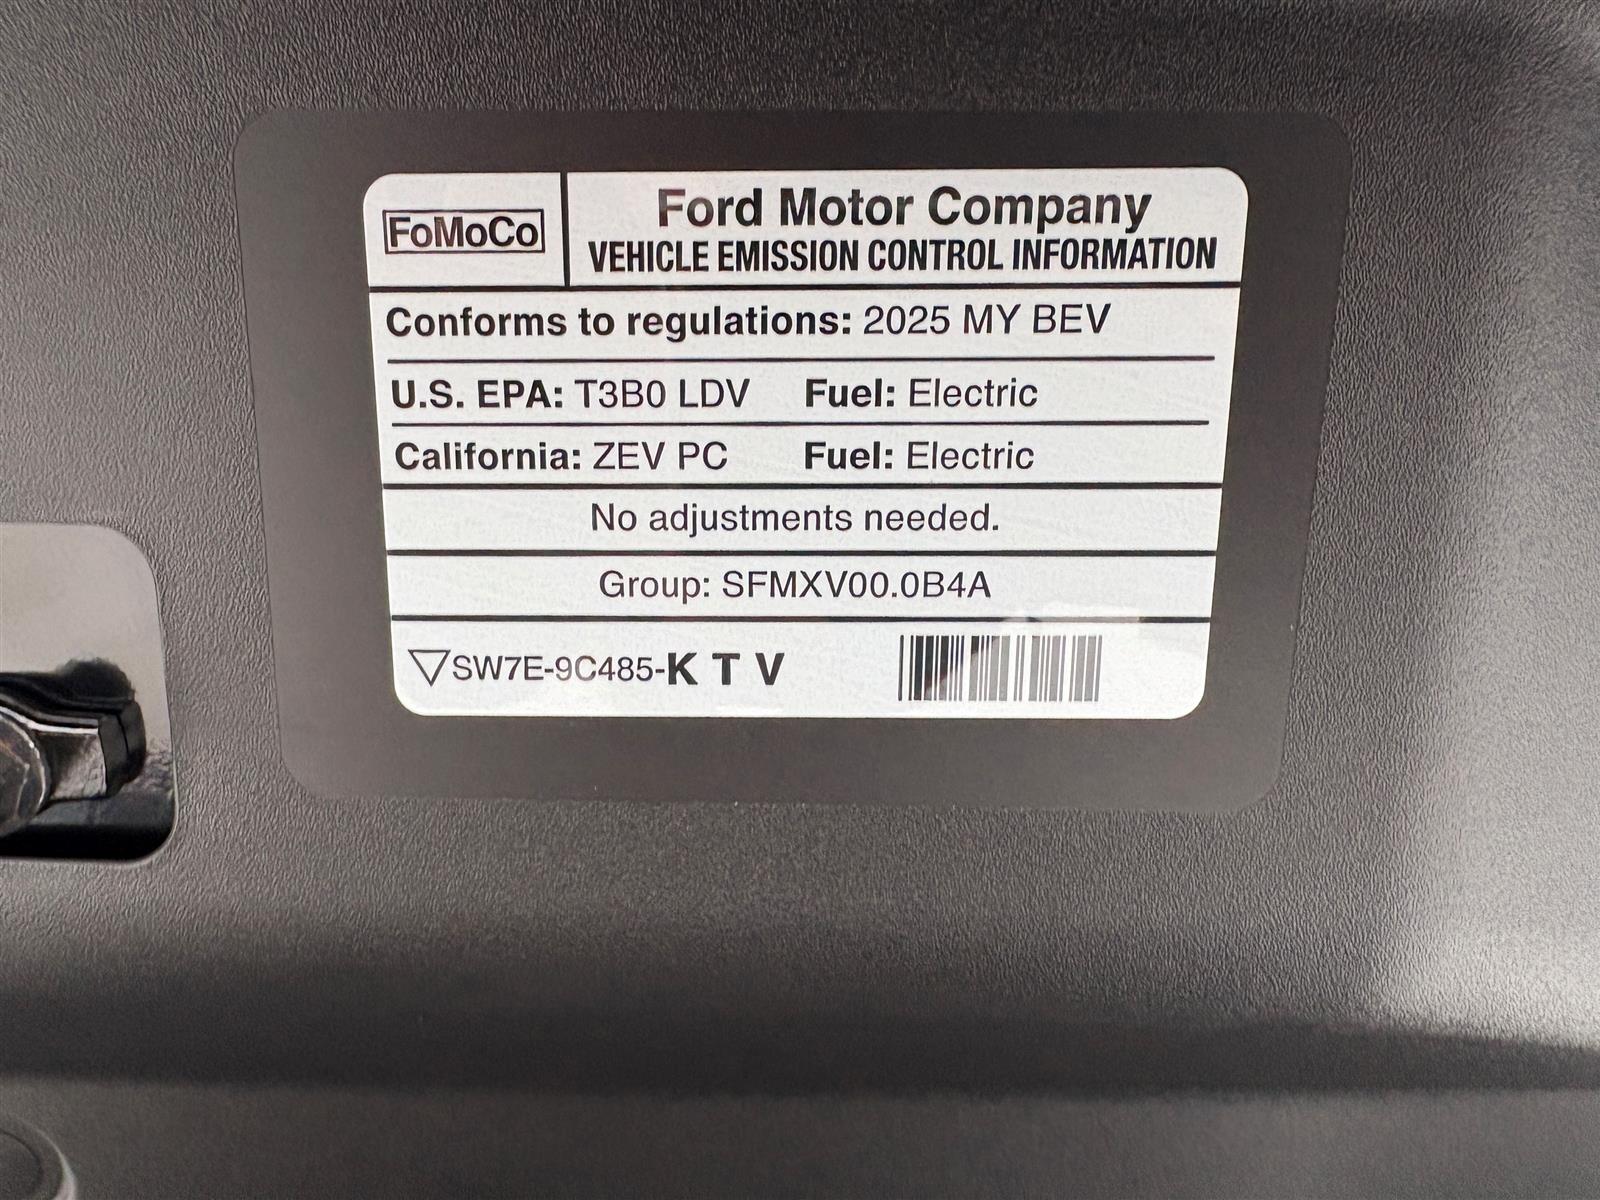 FoMoCo
Ford Motor Company
VEHICLE EMISSION CONTROL INFORMATION
Conforms to regulations: 2025 MY BEV
U.S. EPA: T3B0 LDV Fuel: Electric
California: ZEV PC Fuel: Electric
No adjustments needed.
Group: SFMXV00.0B4A
SW7E-9C485-K T V